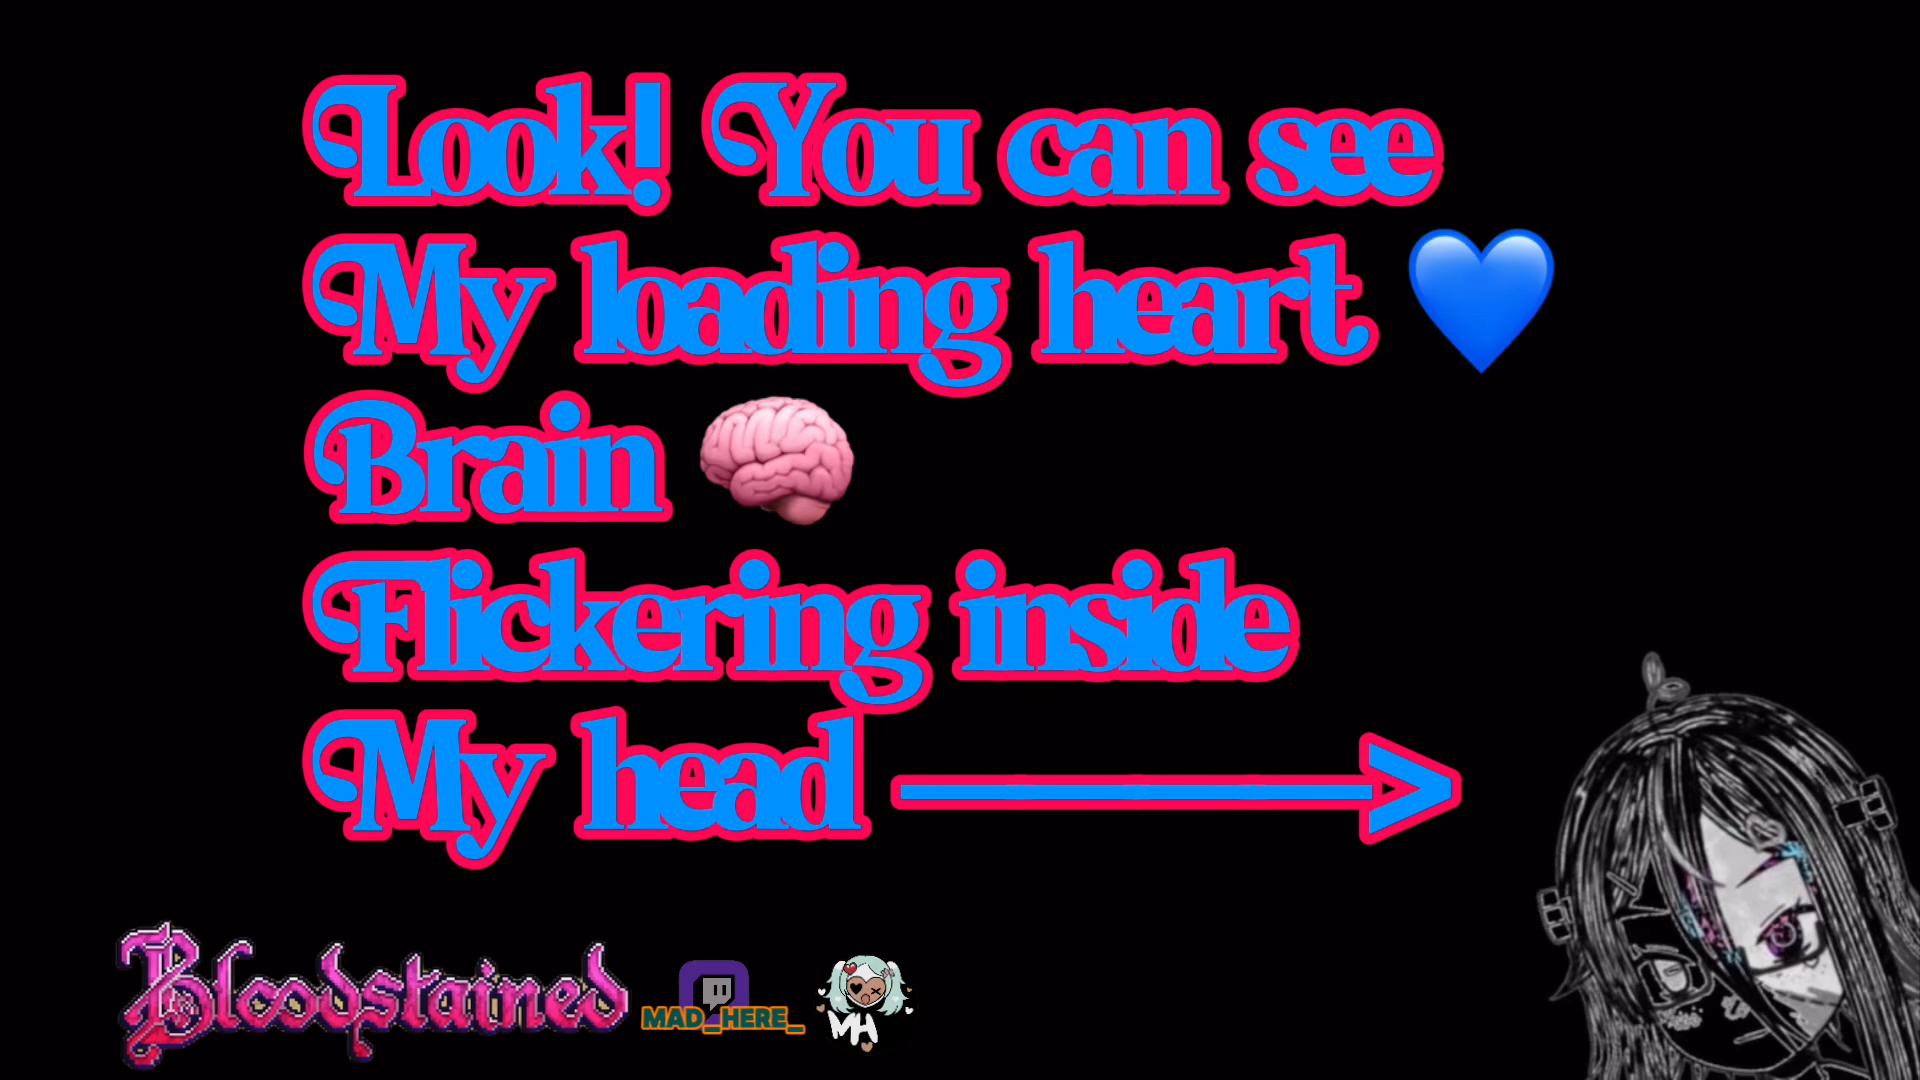 Look! You can see
My loading heart 💙
Brain 🧠
Flickering inside
My head ———>
Bloodstained
MAD_HERE_
MH